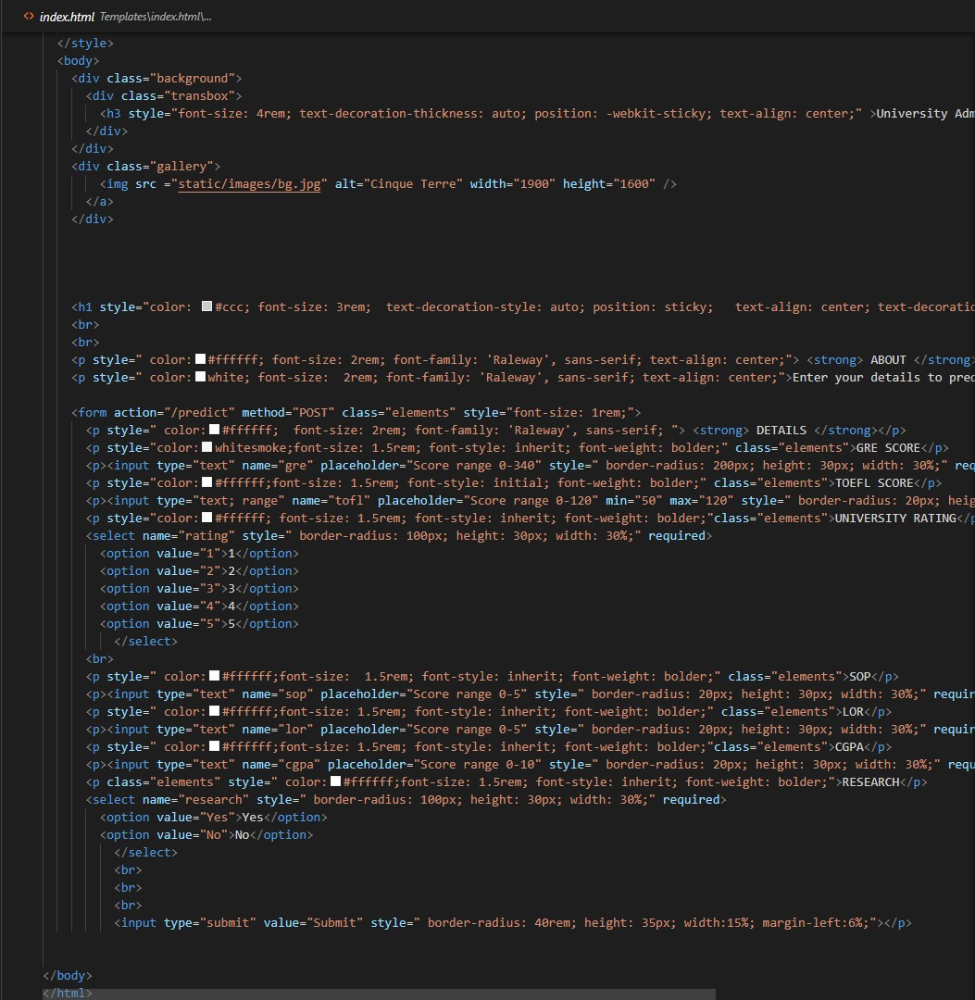 <> index.html Templates\index.html\...
</style>
<body>
<div class="background">
<div class="transbox">
<h3 style="font-size: 4rem; text-decoration-thickness: auto; position: -webkit-sticky; text-align: center;" >University Adm
</div>
</div>
<div class="gallery">
<img src ="static/images/bg.jpg" alt="Cinque Terre" width="1900" height="1600" />
</a>
</div>
<h1 style="color: #ccc; font-size: 3rem;  text-decoration-style: auto; position: sticky;   text-align: center; text-decoratio
<br>
<br>
<p style=" color: #ffffff; font-size: 2rem; font-family: 'Raleway', sans-serif; text-align: center;"> <strong> ABOUT </strong>
<p style=" color: white; font-size:  2rem; font-family: 'Raleway', sans-serif; text-align: center;">Enter your details to pred
<form action="/predict" method="POST" class="elements" style="font-size: 1rem;">
<p style=" color: #ffffff;  font-size: 2rem; font-family: 'Raleway', sans-serif; "> <strong> DETAILS </strong></p>
<p style="color: whitesmoke;font-size: 1.5rem; font-style: inherit; font-weight: bolder;" class="elements">GRE SCORE</p>
<p><input type="text" name="gre" placeholder="Score range 0-340" style=" border-radius: 200px; height: 30px; width: 30%;" req
<p style="color: #ffffff;font-size: 1.5rem; font-style: initial; font-weight: bolder;" class="elements">TOEFL SCORE</p>
<p><input type="text; range" name="tofl" placeholder="Score range 0-120" min="50" max="120" style=" border-radius: 20px; heig
<p style="color: #ffffff; font-size: 1.5rem; font-style: inherit; font-weight: bolder;"class="elements">UNIVERSITY RATING</p
<select name="rating" style=" border-radius: 100px; height: 30px; width: 30%;" required>
<option value="1">1</option>
<option value="2">2</option>
<option value="3">3</option>
<option value="4">4</option>
<option value="5">5</option>
</select>
<br>
<p style=" color: #ffffff;font-size:  1.5rem; font-style: inherit; font-weight: bolder;" class="elements">SOP</p>
<p><input type="text" name="sop" placeholder="Score range 0-5" style=" border-radius: 20px; height: 30px; width: 30%;" requir
<p style=" color: #ffffff;font-size: 1.5rem; font-style: inherit; font-weight: bolder;" class="elements">LOR</p>
<p><input type="text" name="lor" placeholder="Score range 0-5" style=" border-radius: 20px; height: 30px; width: 30%;" requir
<p style=" color: #ffffff;font-size: 1.5rem; font-style: inherit; font-weight: bolder;"class="elements">CGPA</p>
<p><input type="text" name="cgpa" placeholder="Score range 0-10" style=" border-radius: 20px; height: 30px; width: 30%;" requ
<p class="elements" style=" color: #ffffff;font-size: 1.5rem; font-style: inherit; font-weight: bolder;">RESEARCH</p>
<select name="research" style=" border-radius: 100px; height: 30px; width: 30%;" required>
<option value="Yes">Yes</option>
<option value="No">No</option>
</select>
<br>
<br>
<br>
<input type="submit" value="Submit" style=" border-radius: 40rem; height: 35px; width:15%; margin-left:6%;"></p>
</body>
</html>